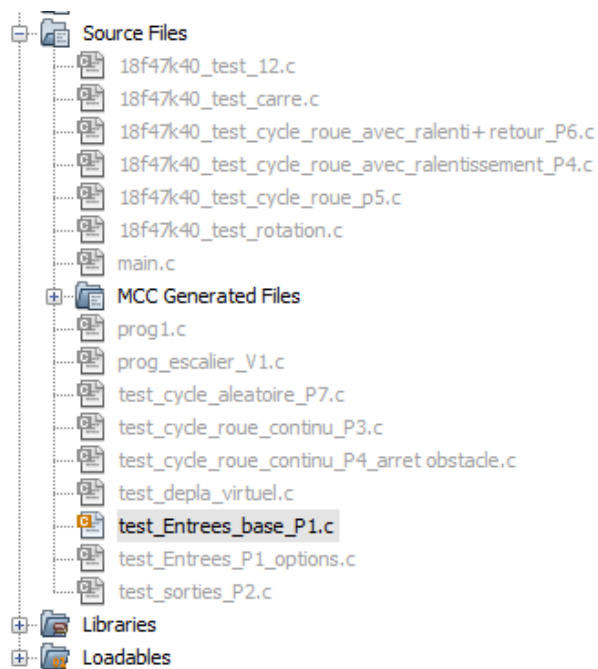 Source Files
18f47k40_test_12.c
18f47k40_test_carre.c
18f47k40_test_cycle_roue_avec_ralenti+retour_P6.c
18f47k40_test_cycle_roue_avec_ralentissement_P4.c
18f47k40_test_cycle_roue_p5.c
18f47k40_test_rotation.c
main.c
MCC Generated Files
prog1.c
prog_escalier_V1.c
test_cycle_aleatoire_P7.c
test_cycle_roue_continu_P3.c
test_cycle_roue_continu_P4_arret obstacle.c
test_depla_virtuel.c
test_Entrees_base_P1.c
test_Entrees_P1_options.c
test_sorties_P2.c
Libraries
Loadables